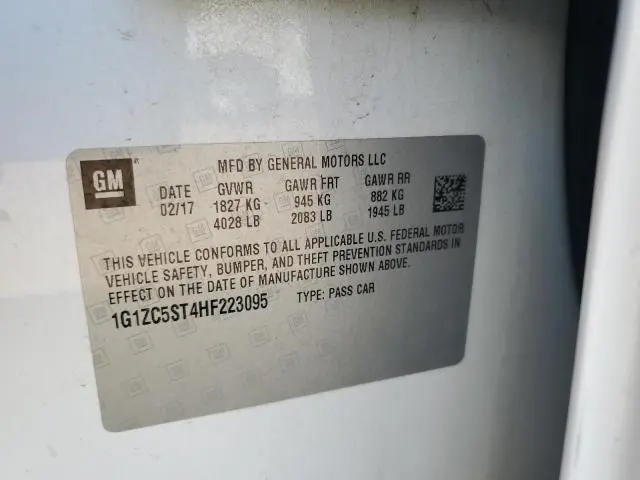 GM
MFD BY GENERAL MOTORS LLC
DATE GVWR GAWR FRT GAWR RR
02/17 1827 KG 945 KG 882 KG
4028 LB 2083 LB 1945 LB
THIS VEHICLE CONFORMS TO ALL APPLICABLE U.S. FEDERAL MOTOR
VEHICLE SAFETY, BUMPER, AND THEFT PREVENTION STANDARDS IN
EFFECT ON THE DATE OF MANUFACTURE SHOWN ABOVE.
1G1ZC5ST4HF223095 TYPE: PASS CAR